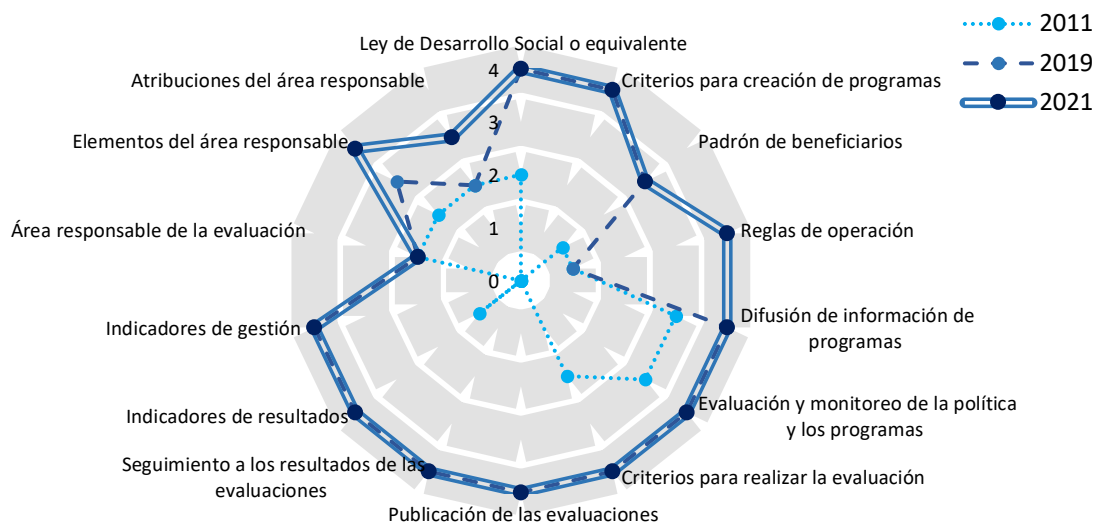 2011
2019
2021
Ley de Desarrollo Social o equivalente
Atribuciones del área responsable
4
Criterios para creación de programas
3
Elementos del área responsable
Padrón de beneficiarios
2
Área responsable de la evaluación
1
Reglas de operación
0
Indicadores de gestión
Difusión de información de
programas
Indicadores de resultados
Evaluación y monitoreo de la política
y los programas
Seguimiento a los resultados de las
evaluaciones
Criterios para realizar la evaluación
Publicación de las evaluaciones